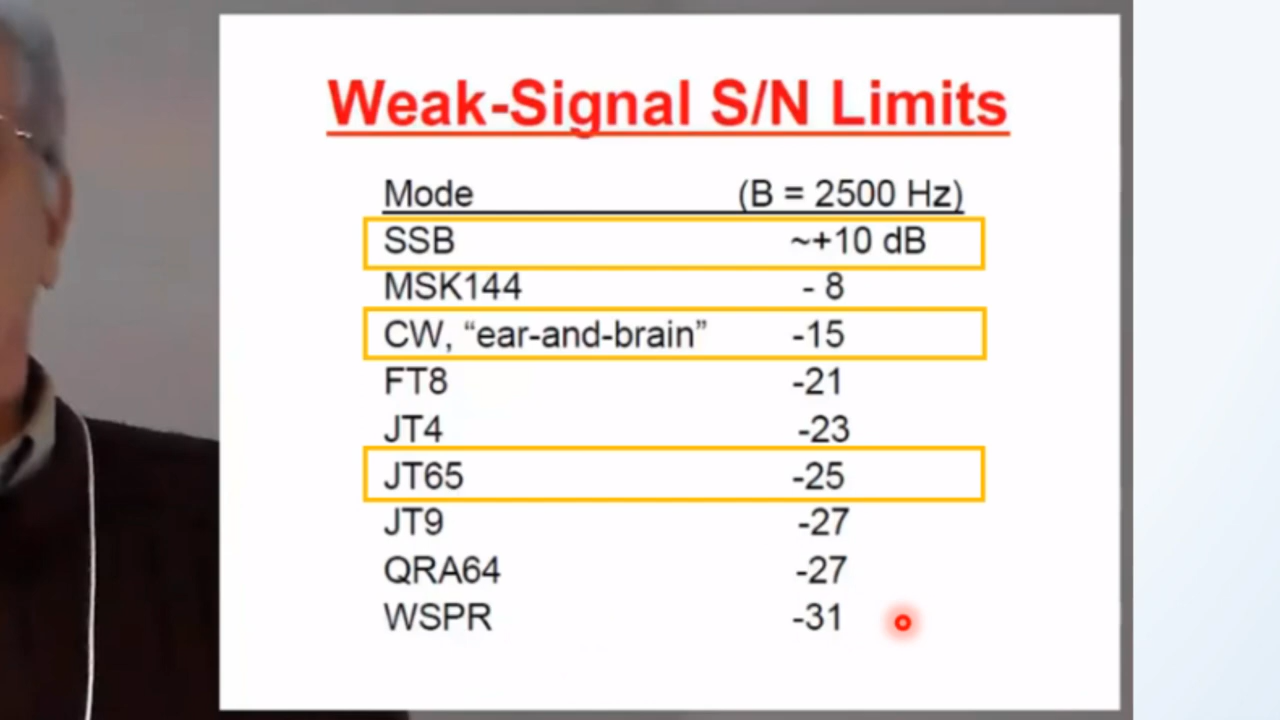 Weak-Signal S/N Limits
Mode (B = 2500 Hz)
SSB ~+10 dB
MSK144 - 8
CW, “ear-and-brain” -15
FT8 -21
JT4 -23
JT65 -25
JT9 -27
QRA64 -27
WSPR -31